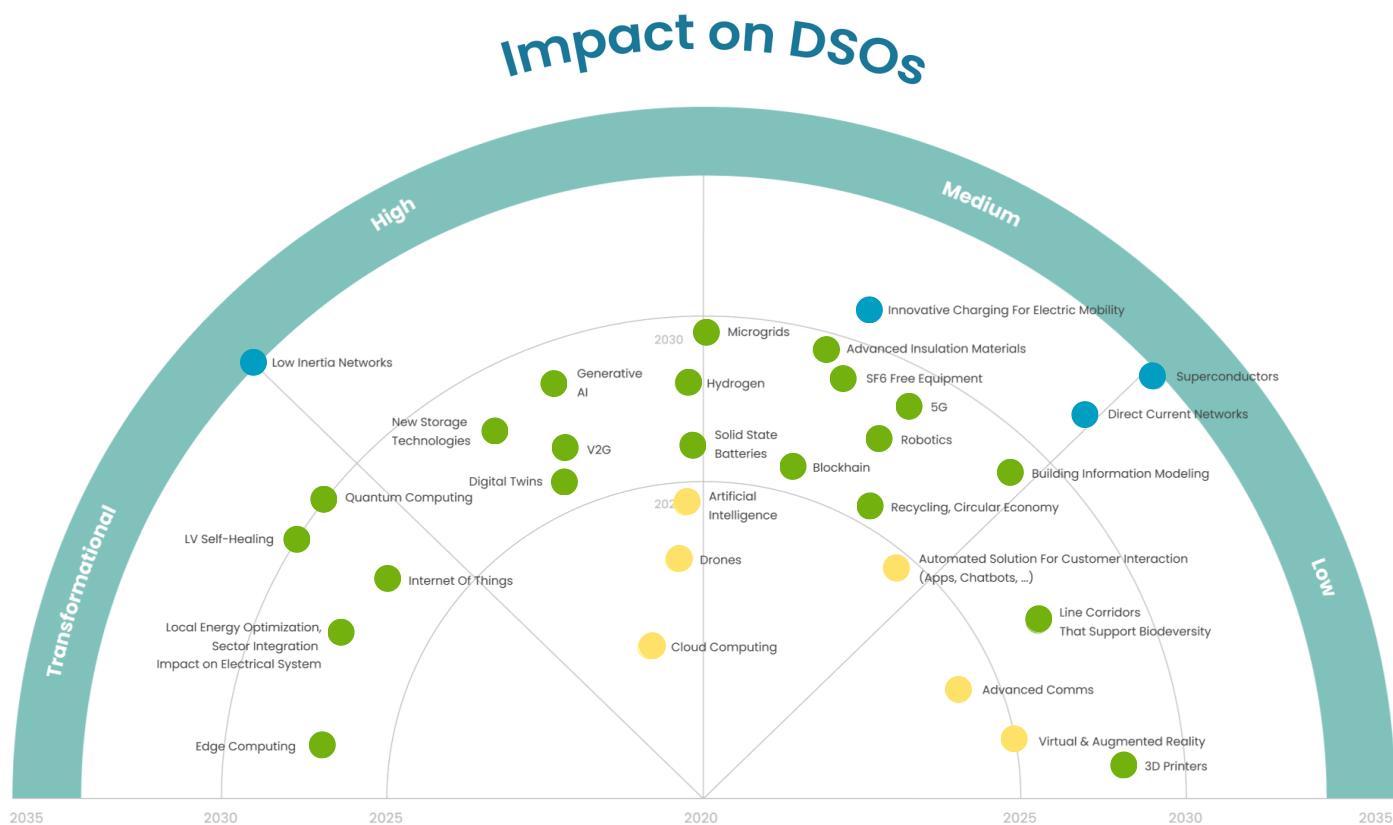 Impact on DSOs
High
Medium
Transformational
Low
Innovative Charging For Electric Mobility
2030
Microgrids
Advanced Insulation Materials
Low Inertia Networks
Generative
AI
Hydrogen
SF6 Free Equipment
Superconductors
5G
Direct Current Networks
New Storage
Technologies
V2G
Solid State
Batteries
Robotics
Blockhain
Building Information Modeling
Digital Twins
Quantum Computing
Artificial
Intelligence
Recycling, Circular Economy
LV Self-Healing
Drones
Automated Solution For Customer Interaction
(Apps, Chatbots, ...)
Internet Of Things
Line Corridors
That Support Biodeversity
Local Energy Optimization,
Sector Integration
Impact on Electrical System
Cloud Computing
Advanced Comms
Edge Computing
Virtual & Augmented Reality
3D Printers
2035
2030
2025
2020
2025
2030
2035